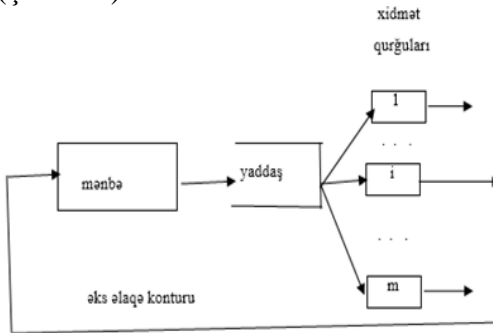 xidmət
qurğuları
1
. . .
mənbə
yaddaş
i
. . .
m
əks əlaqə konturu